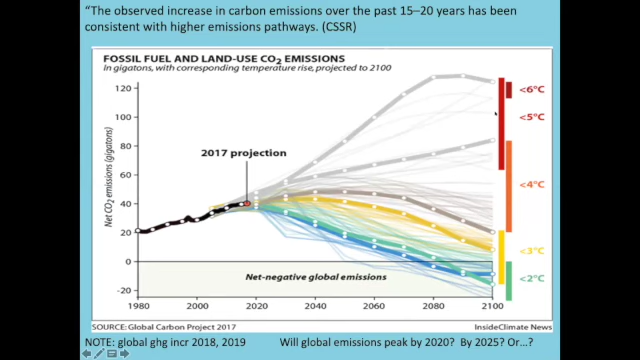 “The observed increase in carbon emissions over the past 15–20 years has been
consistent with higher emissions pathways. (CSSR)
FOSSIL FUEL AND LAND-USE CO2 EMISSIONS
In gigatons, with corresponding temperature rise, projected to 2100
Net CO2 emissions (gigatons)
120
100
80
60
40
20
0
-20
2017 projection
Net-negative global emissions
<6°C
<5°C
<4°C
<3°C
<2°C
1980 2000 2020 2040 2060 2080 2100
SOURCE: Global Carbon Project 2017 InsideClimate News
NOTE: global ghg incr 2018, 2019 Will global emissions peak by 2020? By 2025? Or…?